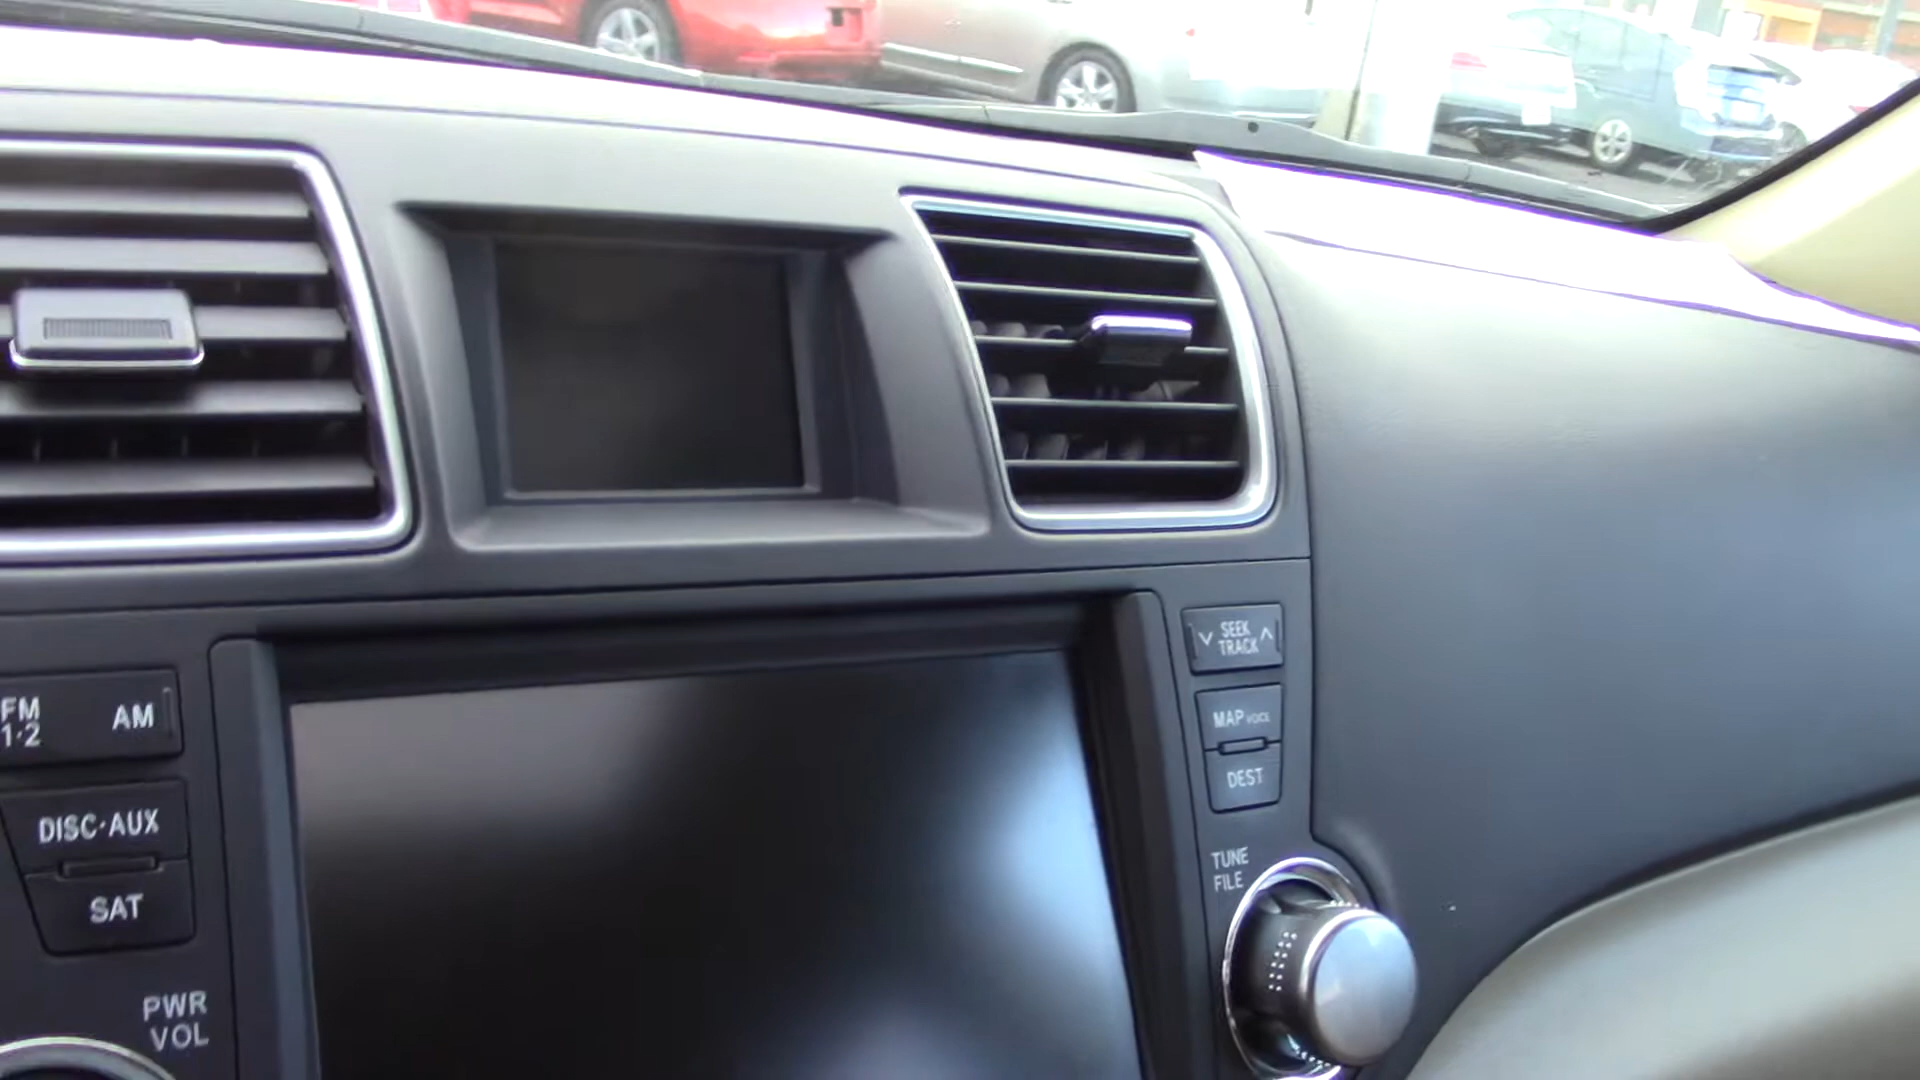 FM
1·2
AM
DISC·AUX
SAT
PWR
VOL
SEEK
TRACK
MAP VOICE
DEST
TUNE
FILE